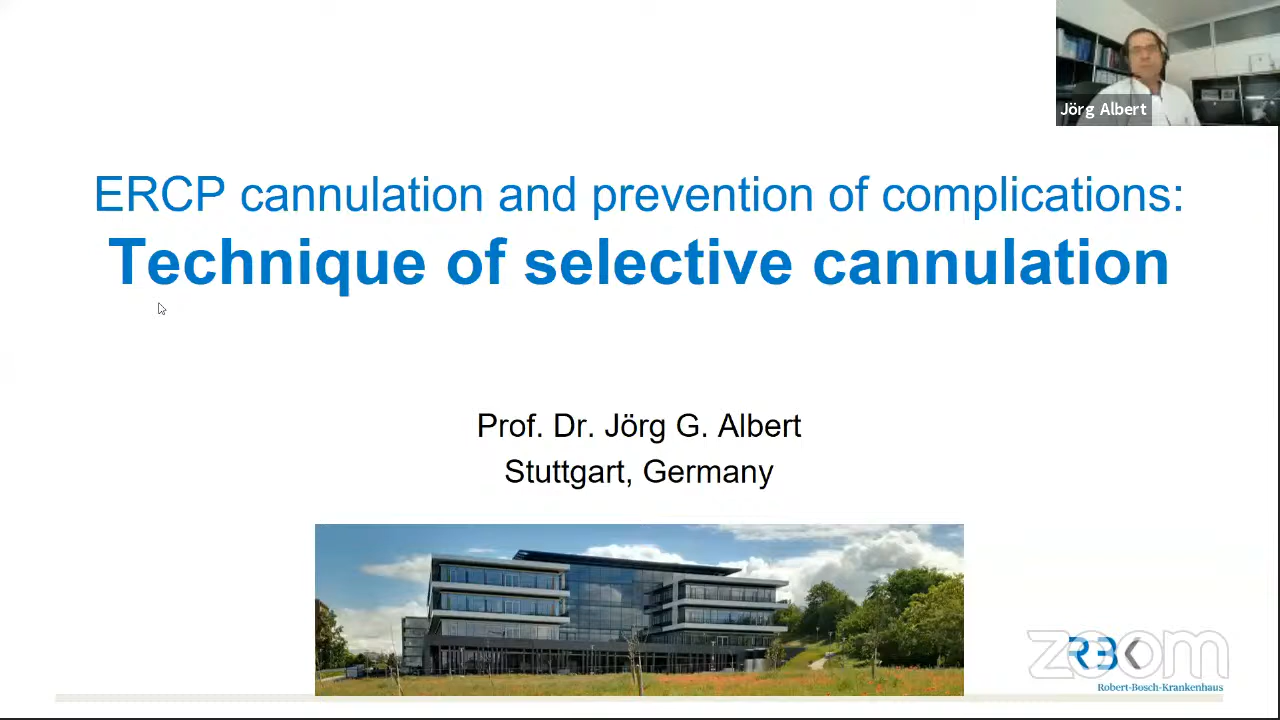 Jörg Albert
ERCP cannulation and prevention of complications:
Technique of selective cannulation
Prof. Dr. Jörg G. Albert
Stuttgart, Germany
zoom
RBK
Robert-Bosch-Krankenhaus